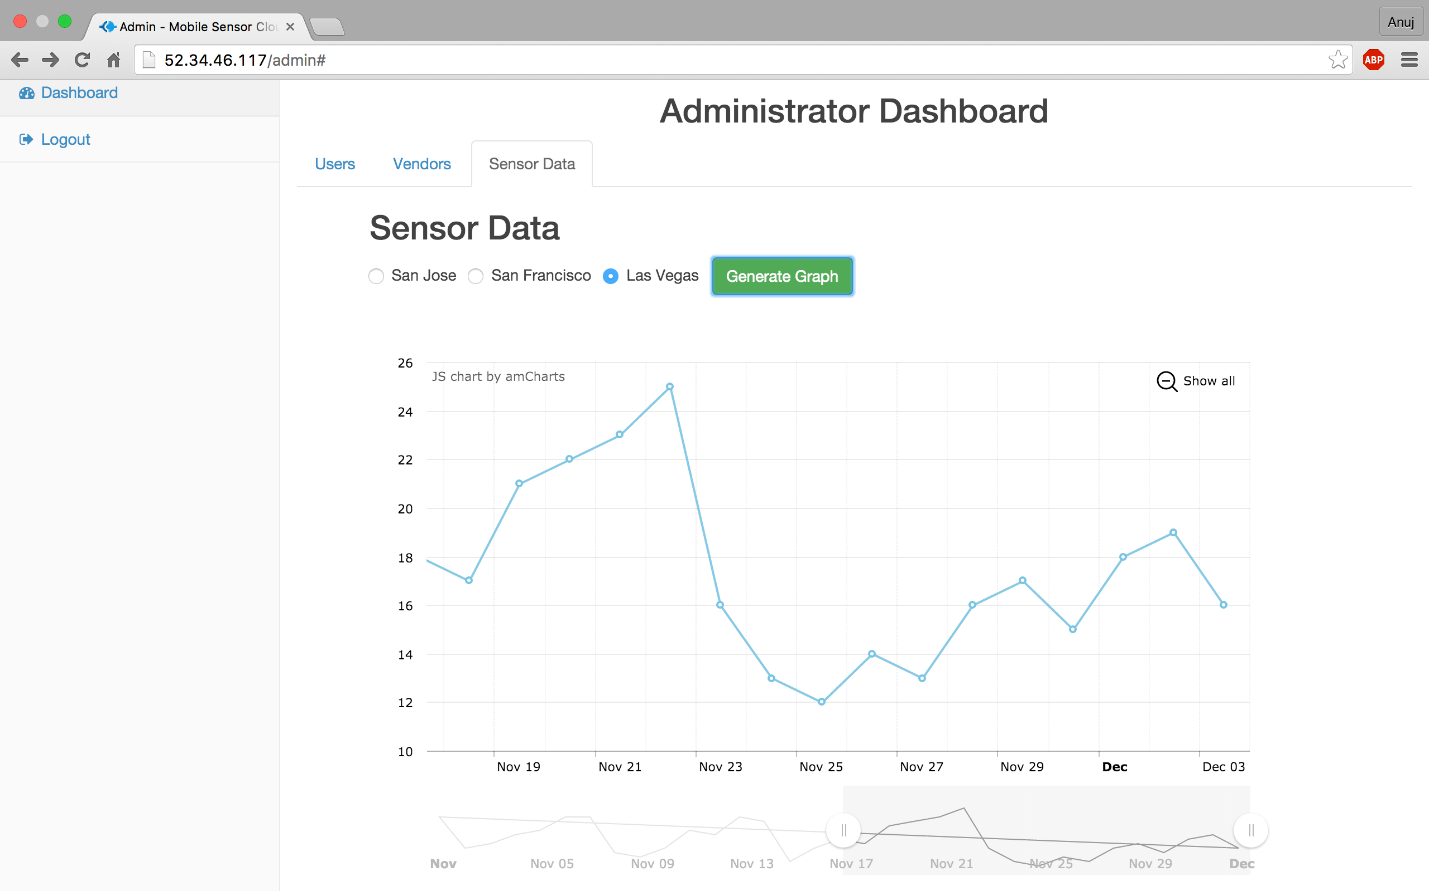 Admin - Mobile Sensor Clo
Anuj
52.34.46.117/admin#
ABP
Dashboard
Logout
Administrator Dashboard
Users Vendors Sensor Data
Sensor Data
San Jose San Francisco Las Vegas Generate Graph
JS chart by amCharts
Show all
26
24
22
20
18
16
14
12
10
Nov 19 Nov 21 Nov 23 Nov 25 Nov 27 Nov 29 Dec Dec 03
Nov Nov 05 Nov 09 Nov 13 Nov 17 Nov 21 Nov 25 Nov 29 Dec